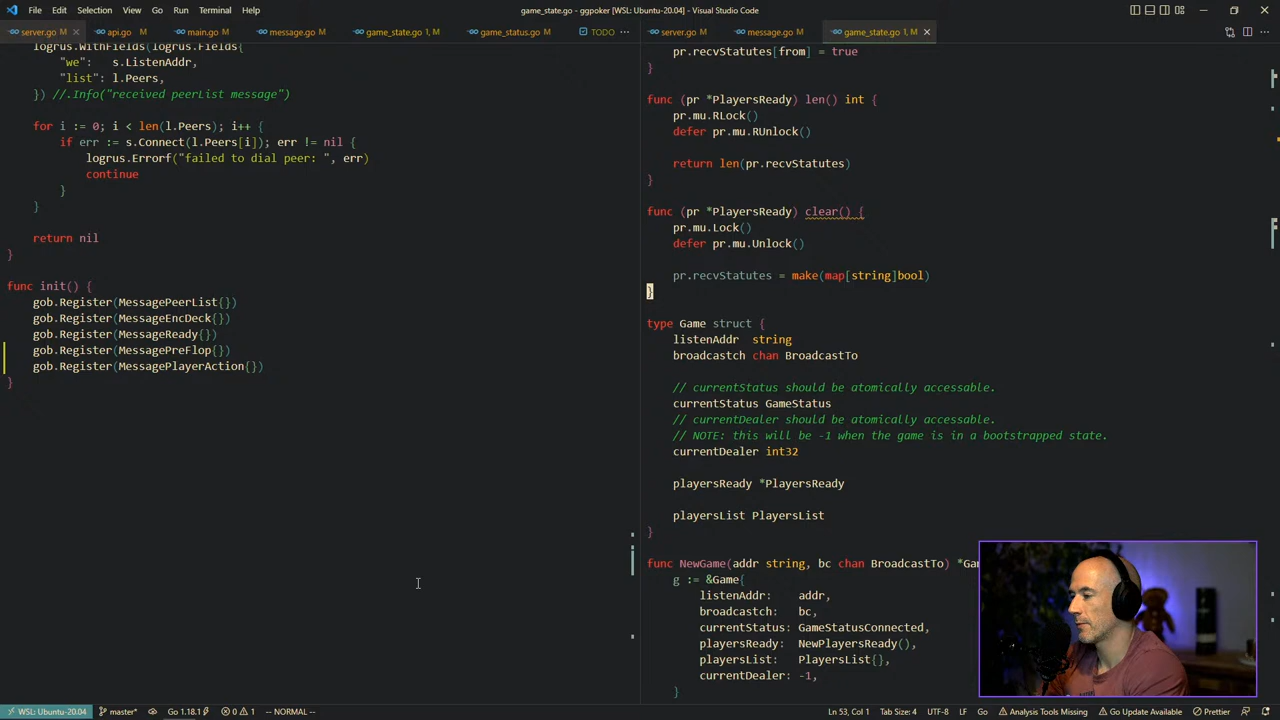 File Edit Selection View Go Run Terminal Help
game_state.go - ggpoker [WSL: Ubuntu-20.04] - Visual Studio Code
server.go M api.go M main.go M message.go M game_state.go 1, M game_status.go M TODO
logrus.WithFields(logrus.Fields{
"we": s.ListenAddr,
"list": l.Peers,
}) //.Info("received peerList message")
for i := 0; i < len(l.Peers); i++ {
if err := s.Connect(l.Peers[i]); err != nil {
logrus.Errorf("failed to dial peer: ", err)
continue
}
}
return nil
}
func init() {
gob.Register(MessagePeerList{})
gob.Register(MessageEncDeck{})
gob.Register(MessageReady{})
gob.Register(MessagePreFlop{})
gob.Register(MessagePlayerAction{})
}
server.go M message.go M game_state.go 1, M
pr.recvStatutes[from] = true
}
func (pr *PlayersReady) len() int {
pr.mu.RLock()
defer pr.mu.RUnlock()
return len(pr.recvStatutes)
}
func (pr *PlayersReady) clear() {
pr.mu.Lock()
defer pr.mu.Unlock()
pr.recvStatutes = make(map[string]bool)
}
type Game struct {
listenAddr string
broadcastch chan BroadcastTo
// currentStatus should be atomically accessable.
currentStatus GameStatus
// currentDealer should be atomically accessable.
// NOTE: this will be -1 when the game is in a bootstrapped state.
currentDealer int32
playersReady *PlayersReady
playersList PlayersList
}
func NewGame(addr string, bc chan BroadcastTo) *Gam
g := &Game{
listenAddr: addr,
broadcastch: bc,
currentStatus: GameStatusConnected,
playersReady: NewPlayersReady(),
playersList: PlayersList{},
currentDealer: -1,
}
WSL: Ubuntu-20.04 master* Go 1.18.1 0 1 -- NORMAL -- Ln 53, Col 1 Tab Size: 4 UTF-8 LF Go Analysis Tools Missing Go Update Available Prettier